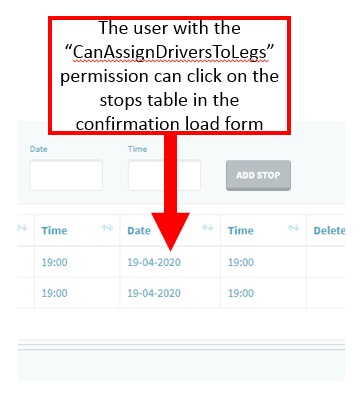 The user with the
“CanAssignDriversToLegs”
permission can click on the
stops table in the
confirmation load form
Date Time
ADD STOP
Time Date Time Delete
19:00 19-04-2020 19:00
19:00 19-04-2020 19:00